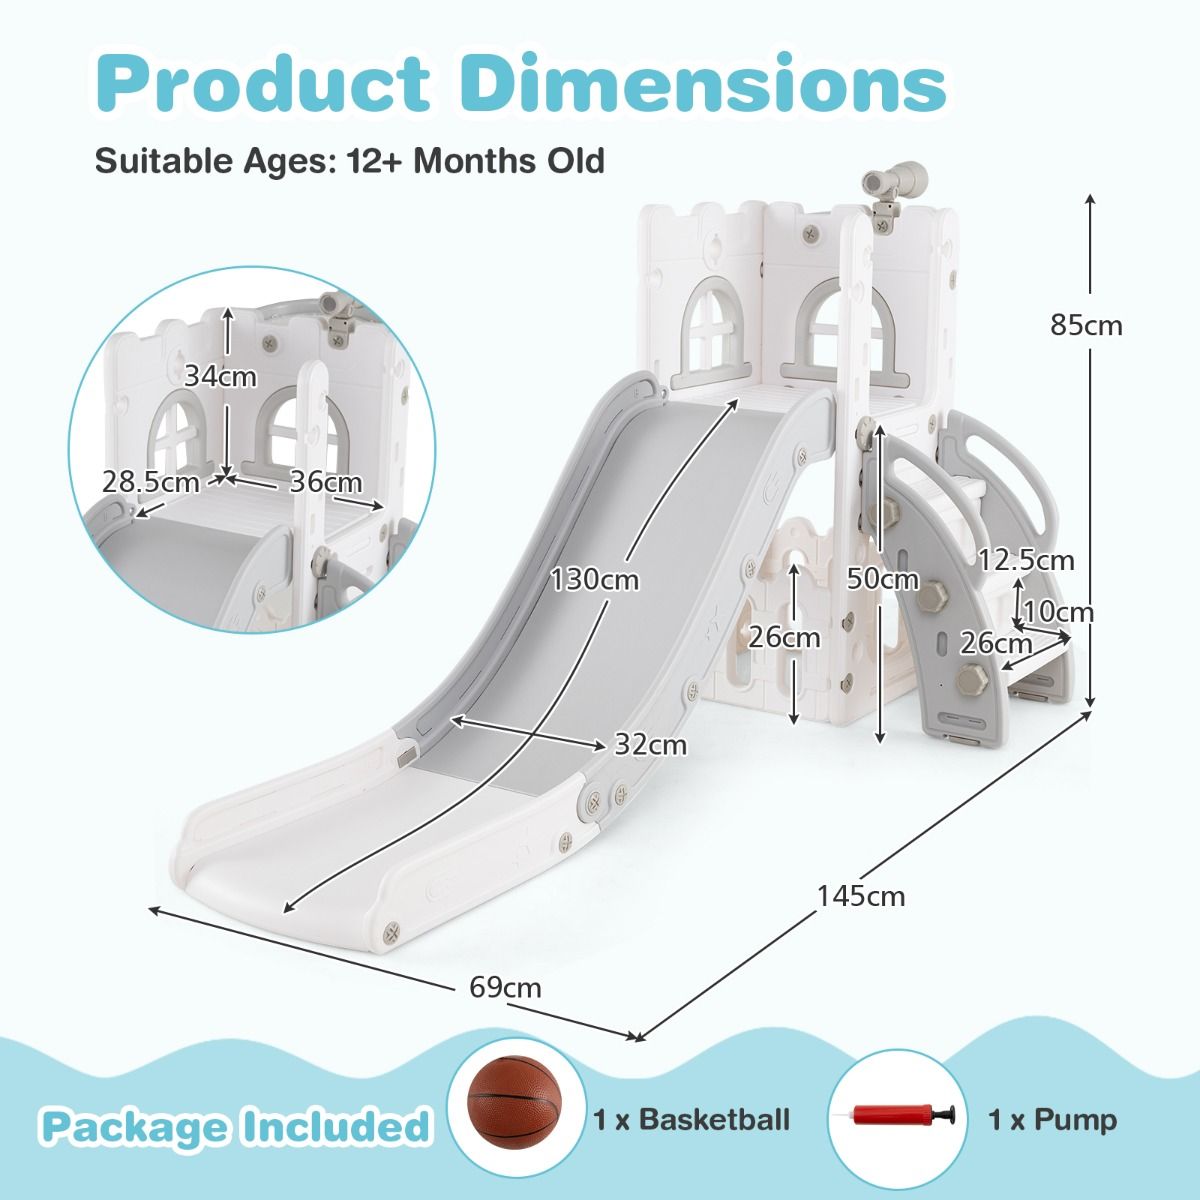 Product Dimensions
Suitable Ages: 12+ Months Old
85cm
34cm
28.5cm
36cm
130cm
50cm
12.5cm
10cm
26cm
26cm
32cm
145cm
69cm
Package Included
1 x Basketball
1 x Pump